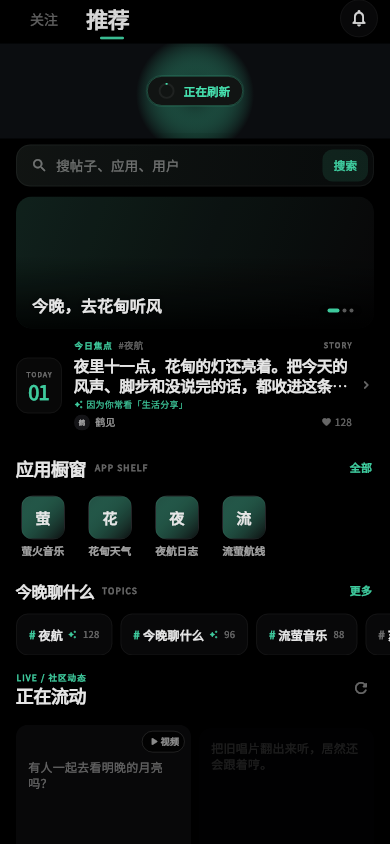 关注
推荐
正在刷新
搜帖子、应用、用户
搜索
今晚，去花甸听风
今日焦点 #夜航
STORY
TODAY
01
夜里十一点，花甸的灯还亮着。把今天的
风声、脚步和没说完的话，都收进这条…
因为你常看「生活分享」
鹤 鹤见
128
应用橱窗 APP SHELF
全部
萤
花
夜
流
萤火音乐
花甸天气
夜航日志
流萤航线
今晚聊什么 TOPICS
更多
#夜航 128
#今晚聊什么 96
#流萤音乐 88
#
LIVE / 社区动态
正在流动
视频
有人一起去看明晚的月亮
吗？
把旧唱片翻出来听，居然还
会跟着哼。